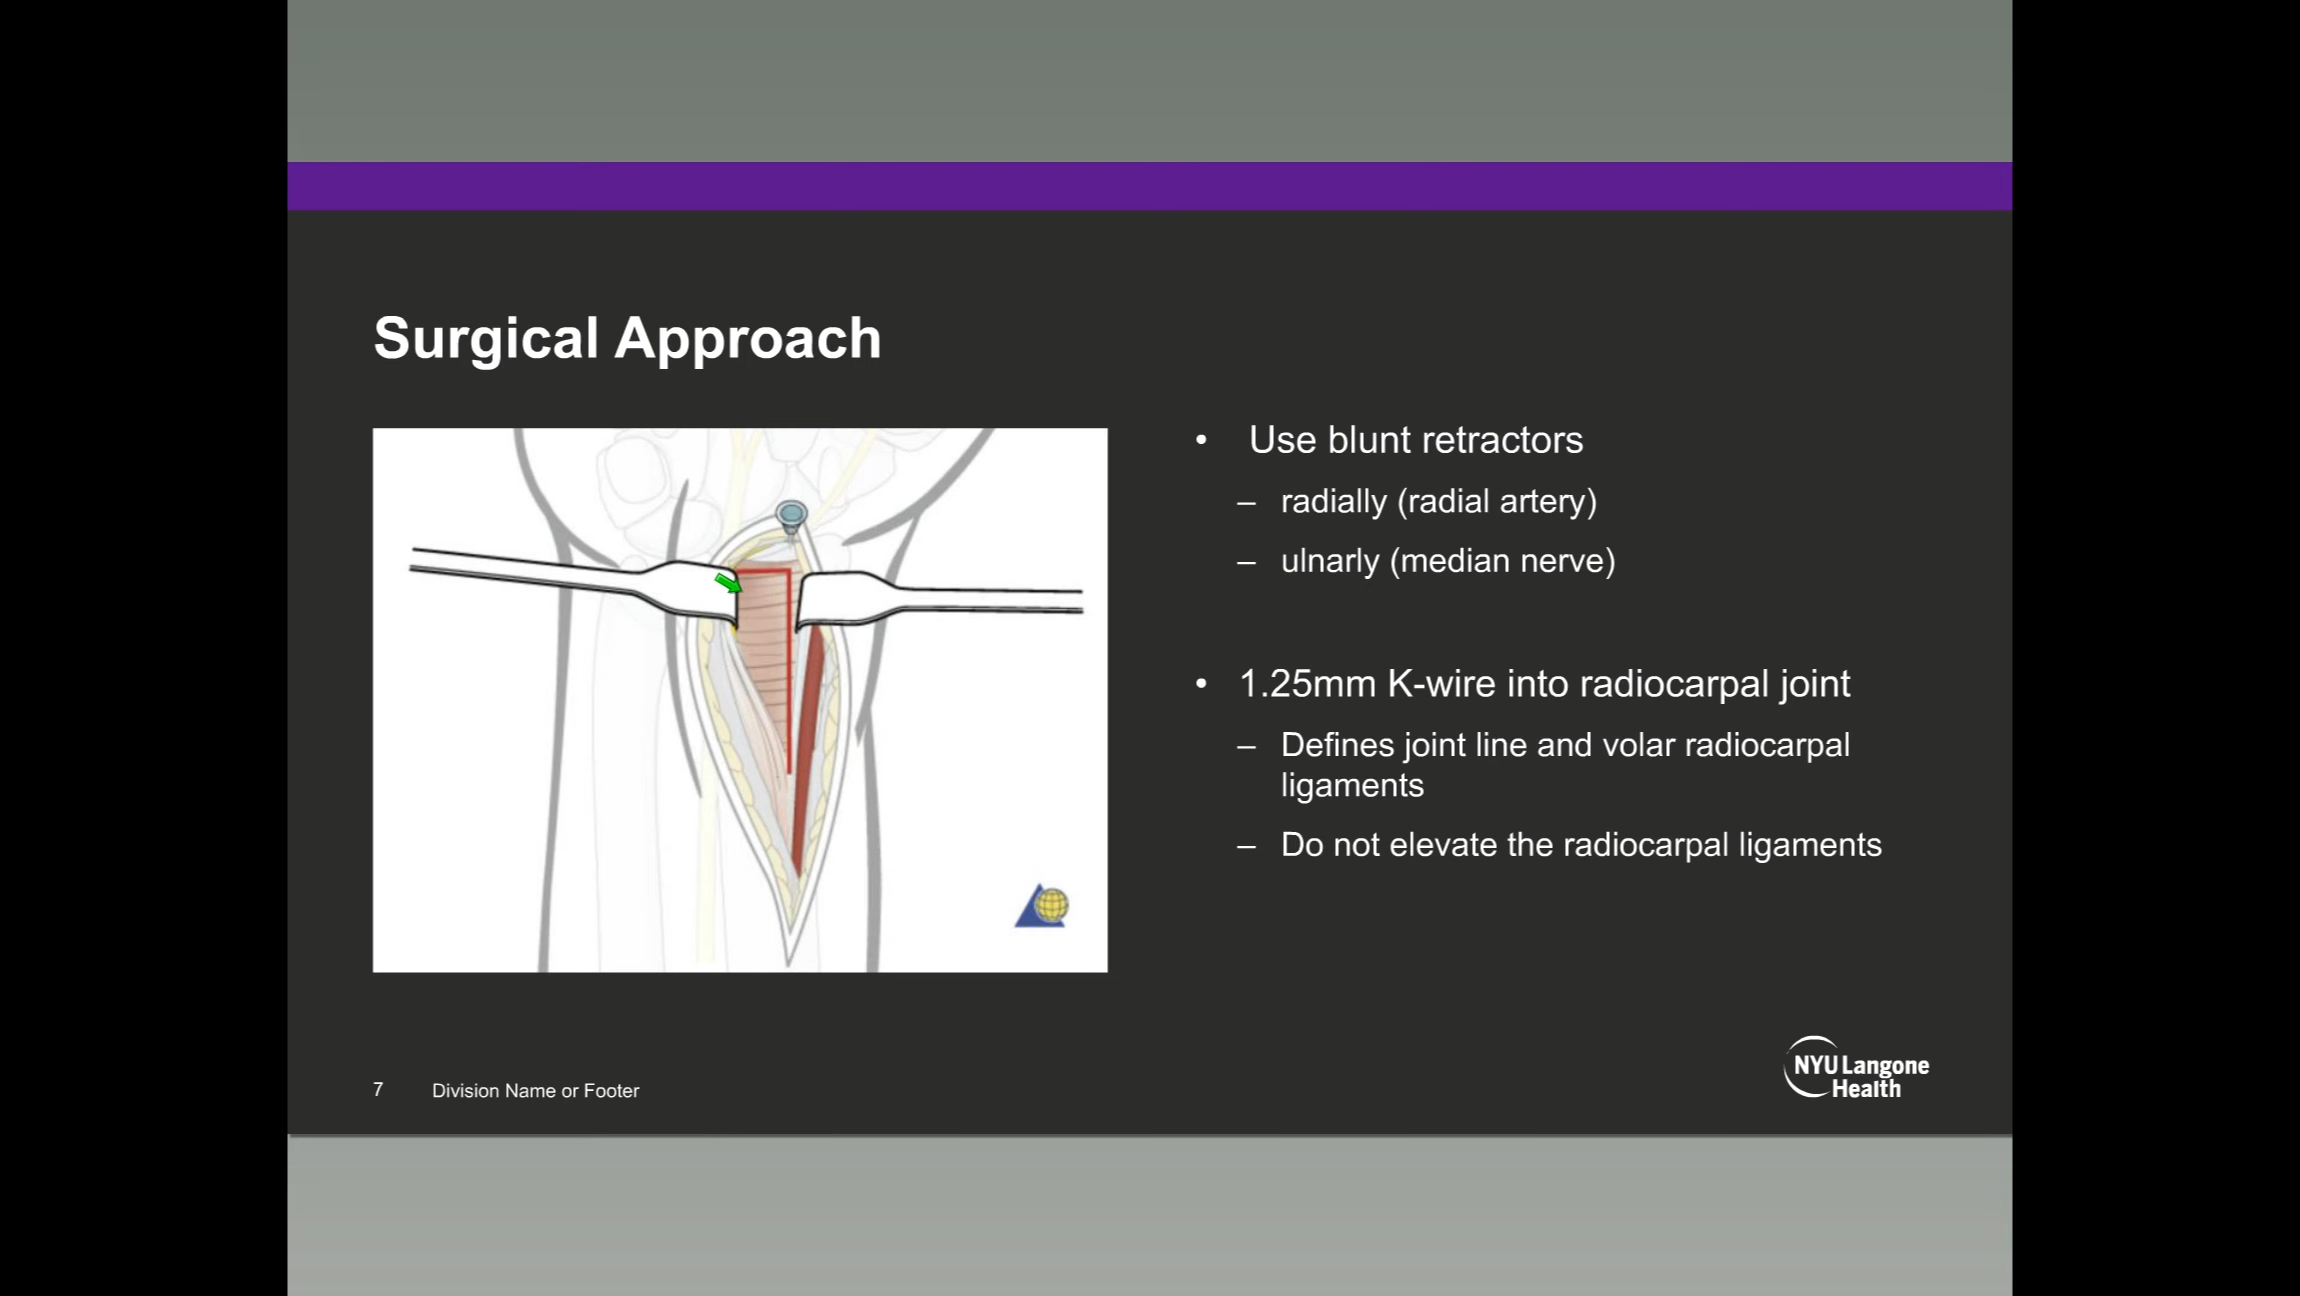 Surgical Approach
• Use blunt retractors
– radially (radial artery)
– ulnarly (median nerve)
• 1.25mm K-wire into radiocarpal joint
– Defines joint line and volar radiocarpal
ligaments
– Do not elevate the radiocarpal ligaments
7 Division Name or Footer
NYU Langone
Health